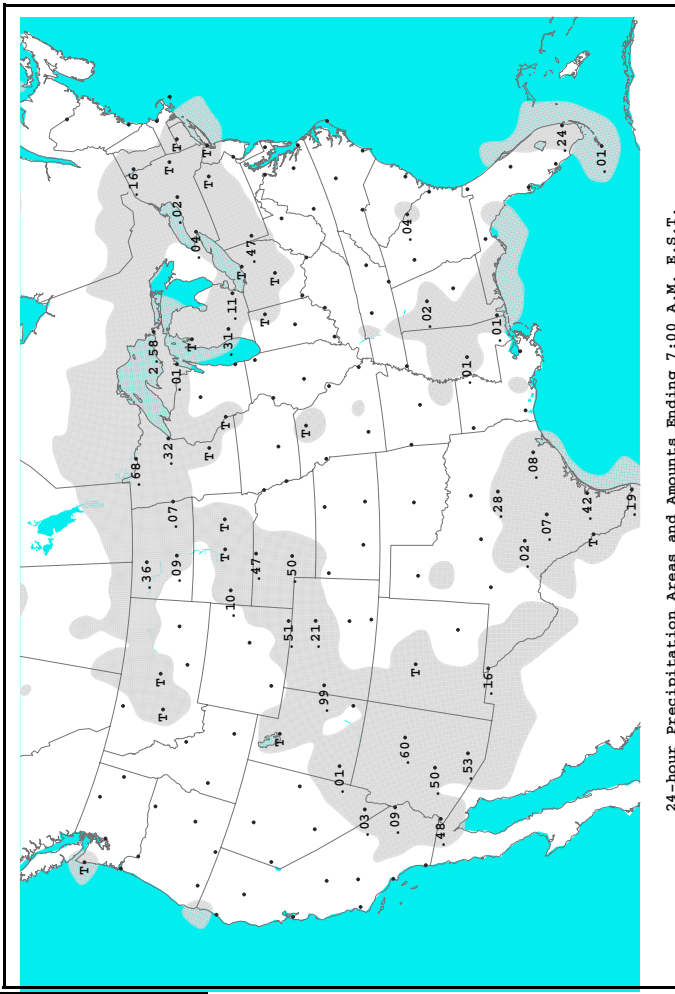 T
.68 .16
.36 2.58
T T .32 T
.07 .09 .01 .02 T
T .04
T T T
T T T
.10 .31 .11
T .47
.47 T T
T
.51 .50
T
.21
.99
.01
.03
.09
.60 .04
T
.02
.50
.48
.53 .01
.16 .28 .01
.02 .08
.07
.24
T .42 .01
.19
24-hour Precipitation Areas and Amounts Ending 7:00 A.M. E.S.T.